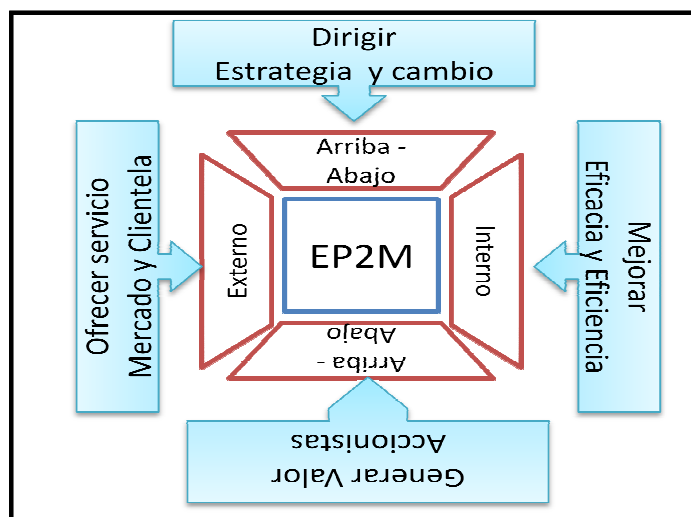 Dirigir
Estrategia y cambio
Arriba -
Abajo
Ofrecer servicio
Mercado y Clientela
Externo
EP2M
Interno
Mejorar
Eficacia y Eficiencia
Arriba -
Abajo
Generar Valor
Accionistas